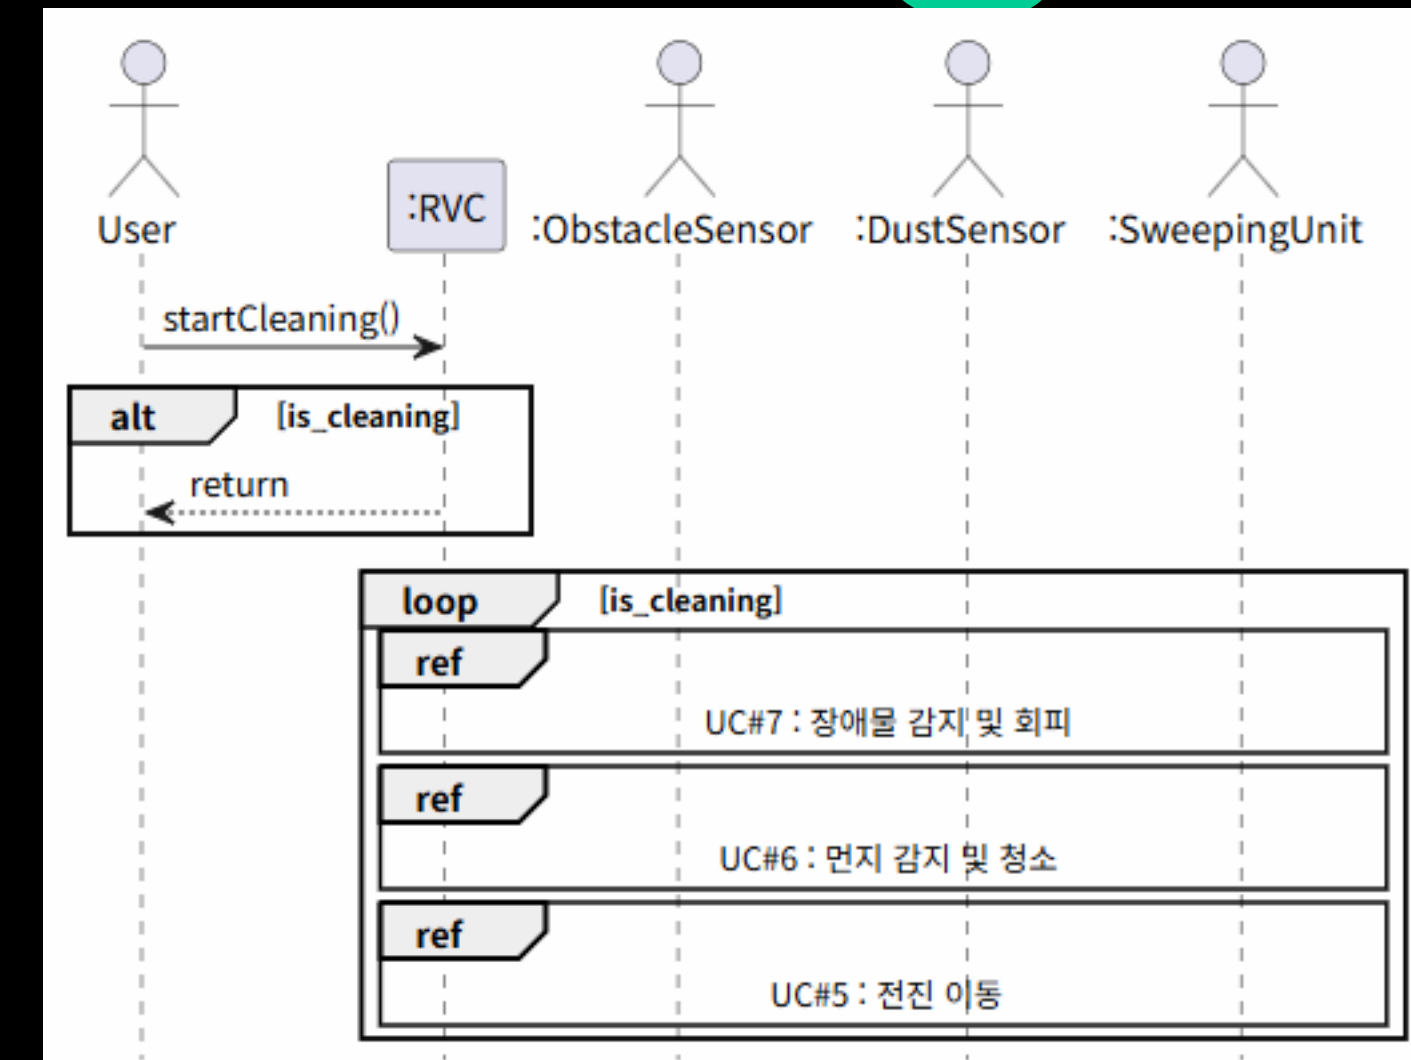 User
:RVC
:ObstacleSensor
:DustSensor
:SweepingUnit
startCleaning()
alt
[is_cleaning]
return
loop
[is_cleaning]
ref
UC#7 : 장애물 감지 및 회피
ref
UC#6 : 먼지 감지 및 청소
ref
UC#5 : 전진 이동